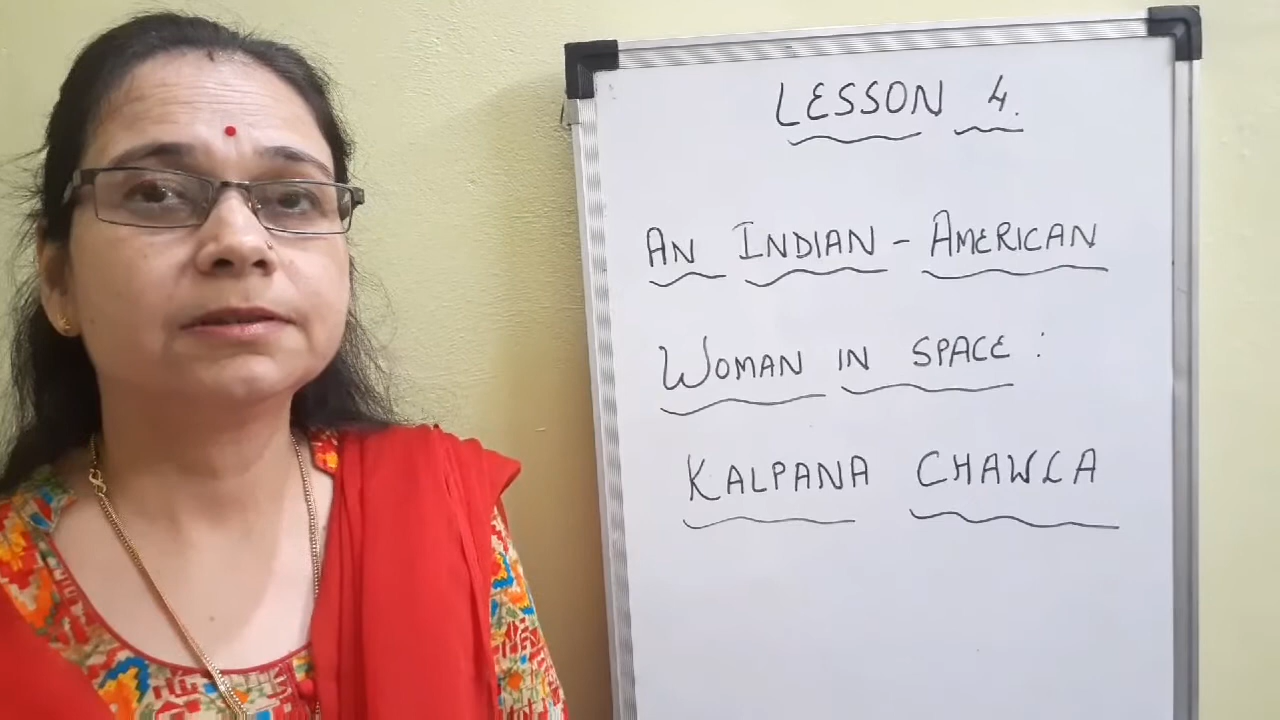 LESSON 4.
AN INDIAN - AMERICAN
WOMAN IN SPACE :
KALPANA CHAWLA